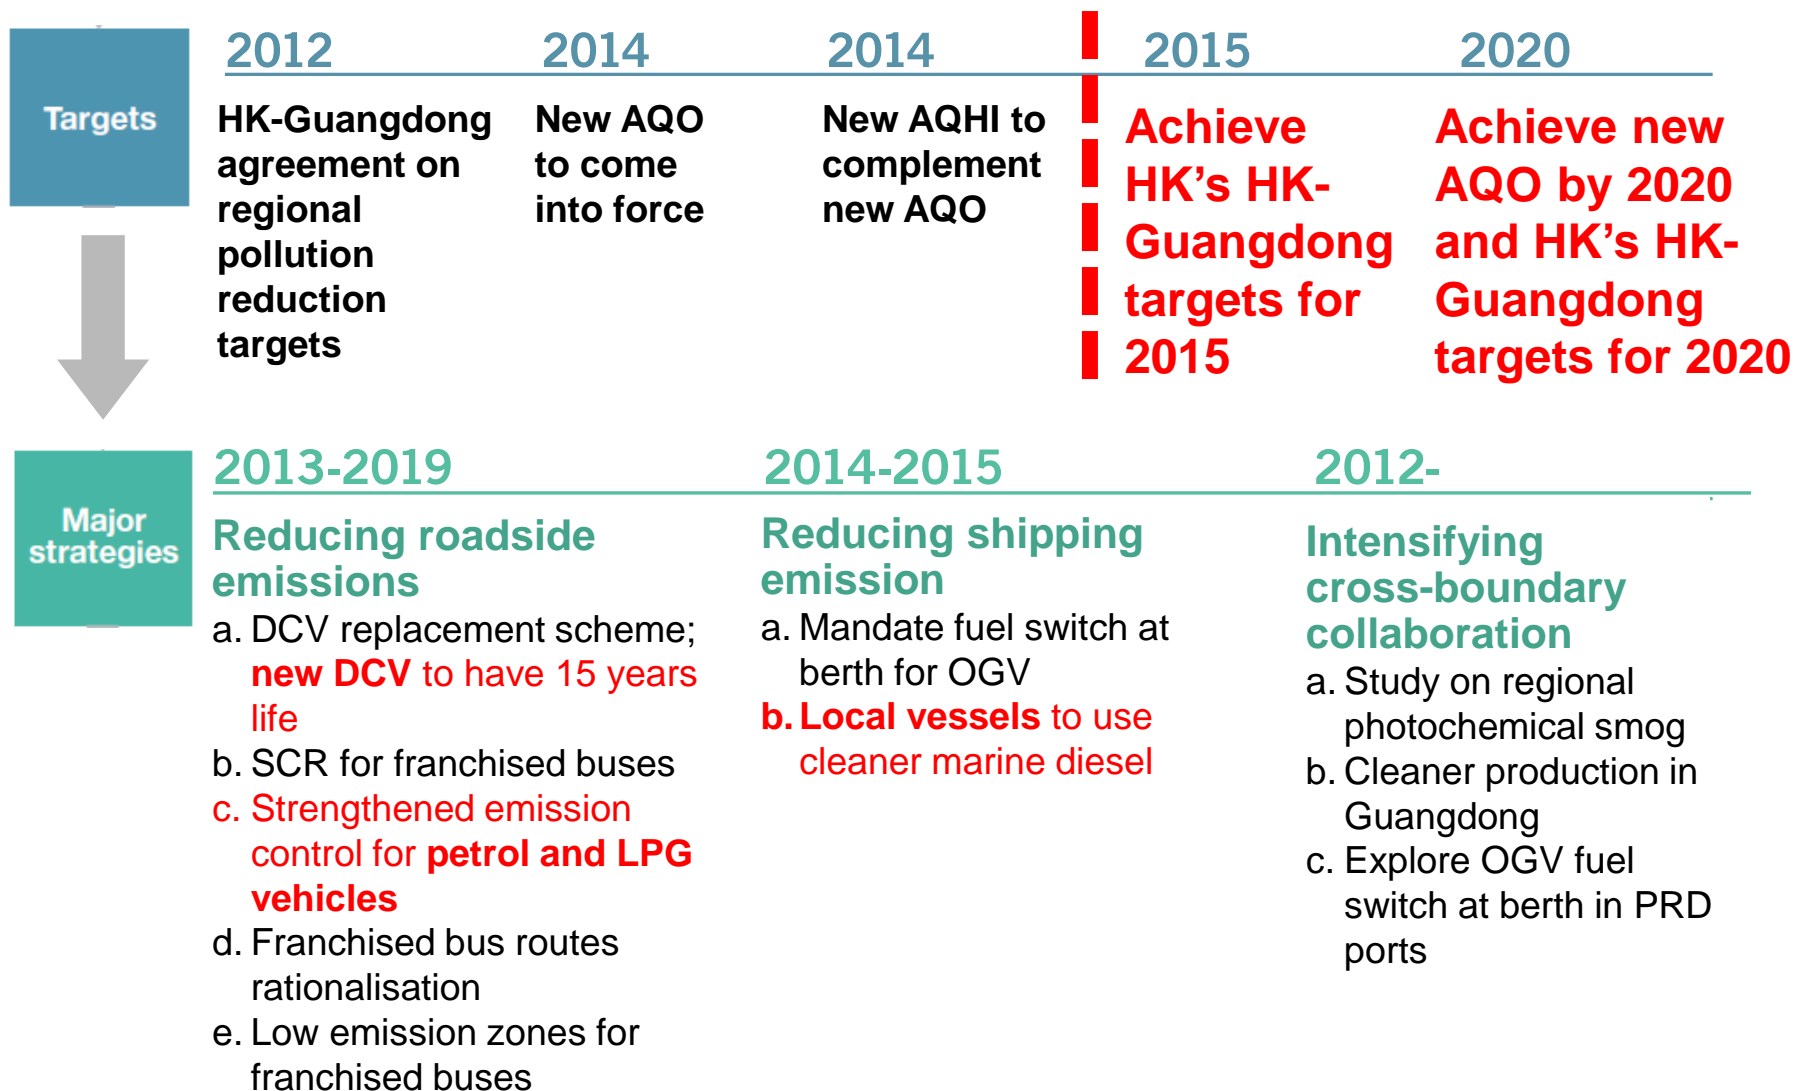 Targets
2012
HK-Guangdong
agreement on
regional
pollution
reduction
targets
2014
New AQO
to come
into force
2014
New AQHI to
complement
new AQO
2015
Achieve
HK’s HK-
Guangdong
targets for
2015
2020
Achieve new
AQO by 2020
and HK’s HK-
Guangdong
targets for 2020
Major
strategies
2013-2019
Reducing roadside
emissions
a. DCV replacement scheme;
new DCV to have 15 years
life
b. SCR for franchised buses
c. Strengthened emission
control for petrol and LPG
vehicles
d. Franchised bus routes
rationalisation
e. Low emission zones for
franchised buses
2014-2015
Reducing shipping
emission
a. Mandate fuel switch at
berth for OGV
b. Local vessels to use
cleaner marine diesel
2012-
Intensifying
cross-boundary
collaboration
a. Study on regional
photochemical smog
b. Cleaner production in
Guangdong
c. Explore OGV fuel
switch at berth in PRD
ports